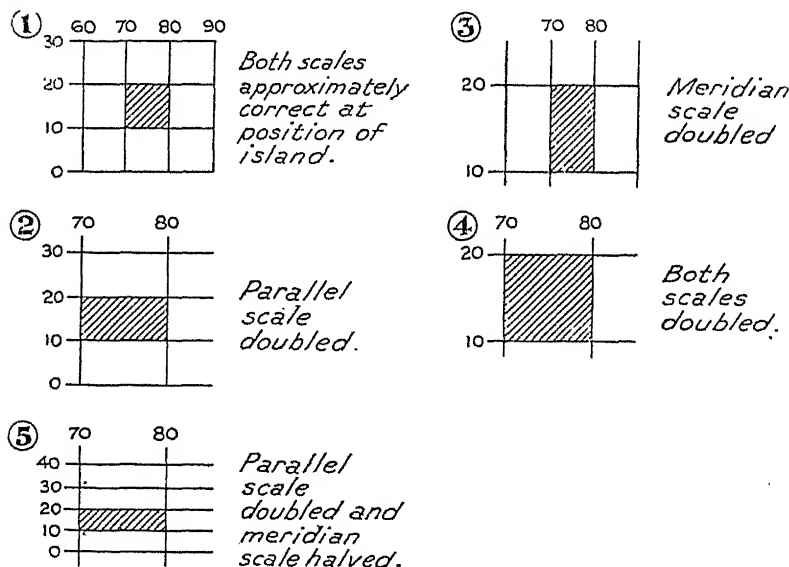 ①
60 70 80 90
30
20
10
0
Both scales
approximately
correct at
position of
island.
②
70 80
30
20
10
0
Parallel
scale
doubled.
③
70 80
20
10
Meridian
scale
doubled
④
70 80
20
10
Both
scales
doubled.
⑤
70 80
40
30
20
10
0
Parallel
scale
doubled and
meridian
scale halved.